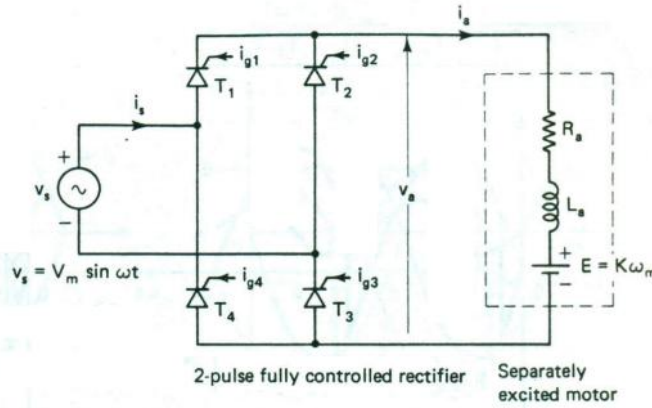 i_a
i_g1
i_g2
T_1
T_2
i_s
R_a
+
v_s
v_a
L_a
−
+
v_s = V_m sin ωt
i_g4
i_g3
E = Kω_m
−
T_4
T_3
2-pulse fully controlled rectifier
Separately
excited motor